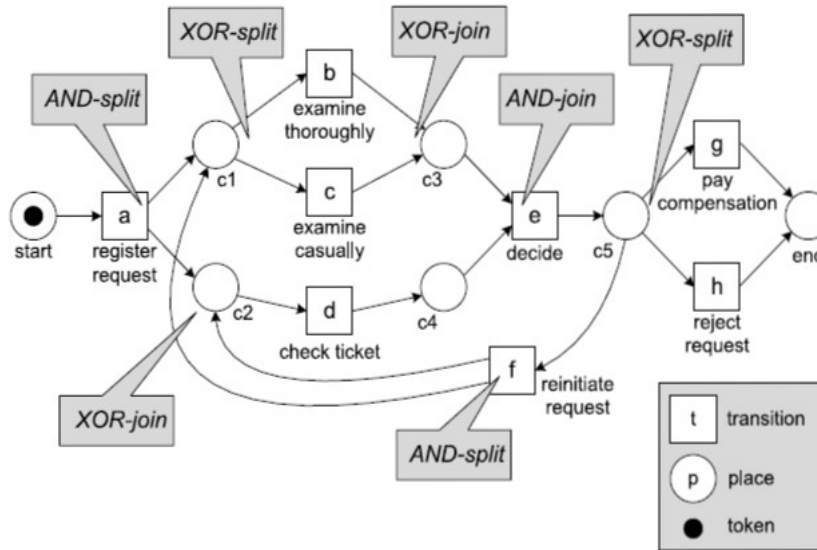 XOR-split
XOR-join
XOR-split
AND-split
b
AND-join
examine
thoroughly
g
c1
c
c3
pay
compensation
a
examine
casually
e
start
register
request
decide
c5
end
c2
d
c4
h
check ticket
reject
request
f
reinitiate
request
XOR-join
AND-split
t
transition
p
place
token